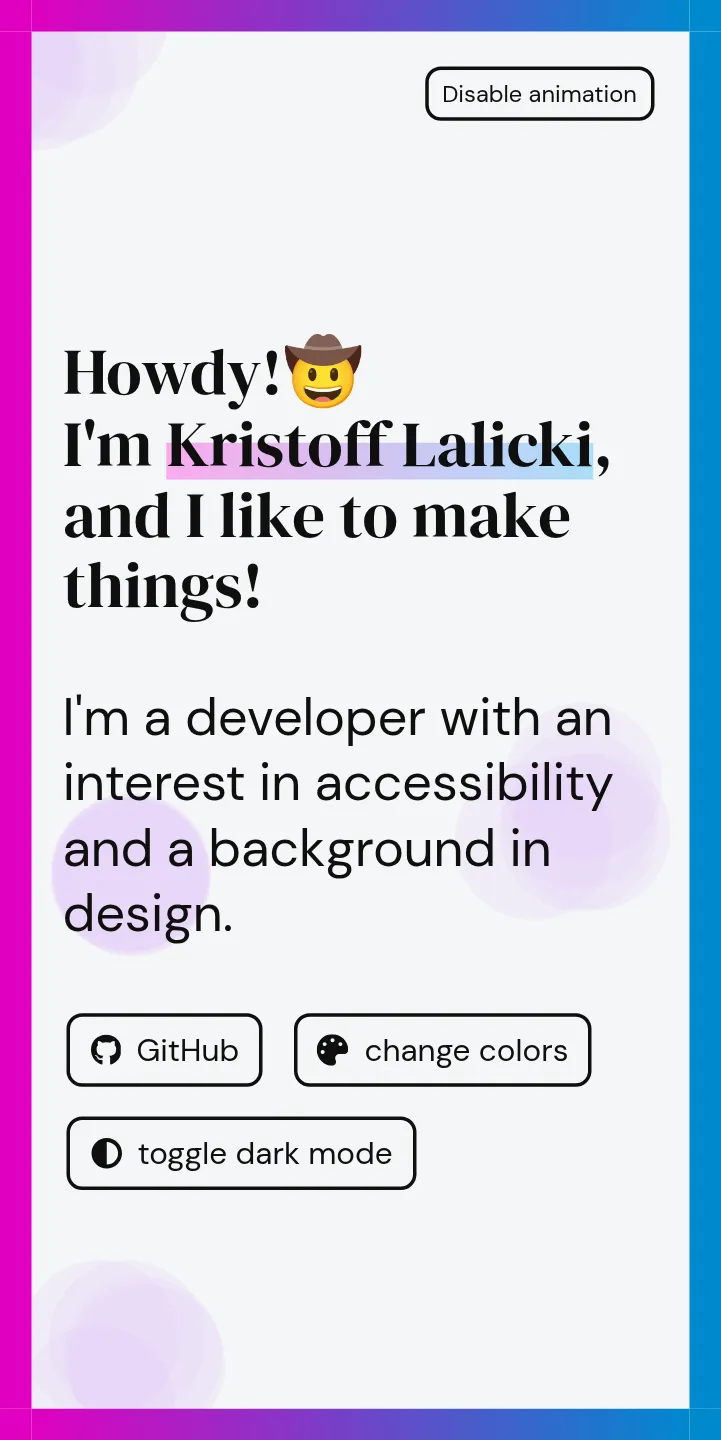 Disable animation
Howdy!🤠
I'm Kristoff Lalicki,
and I like to make
things!
I'm a developer with an
interest in accessibility
and a background in
design.
GitHub
change colors
toggle dark mode